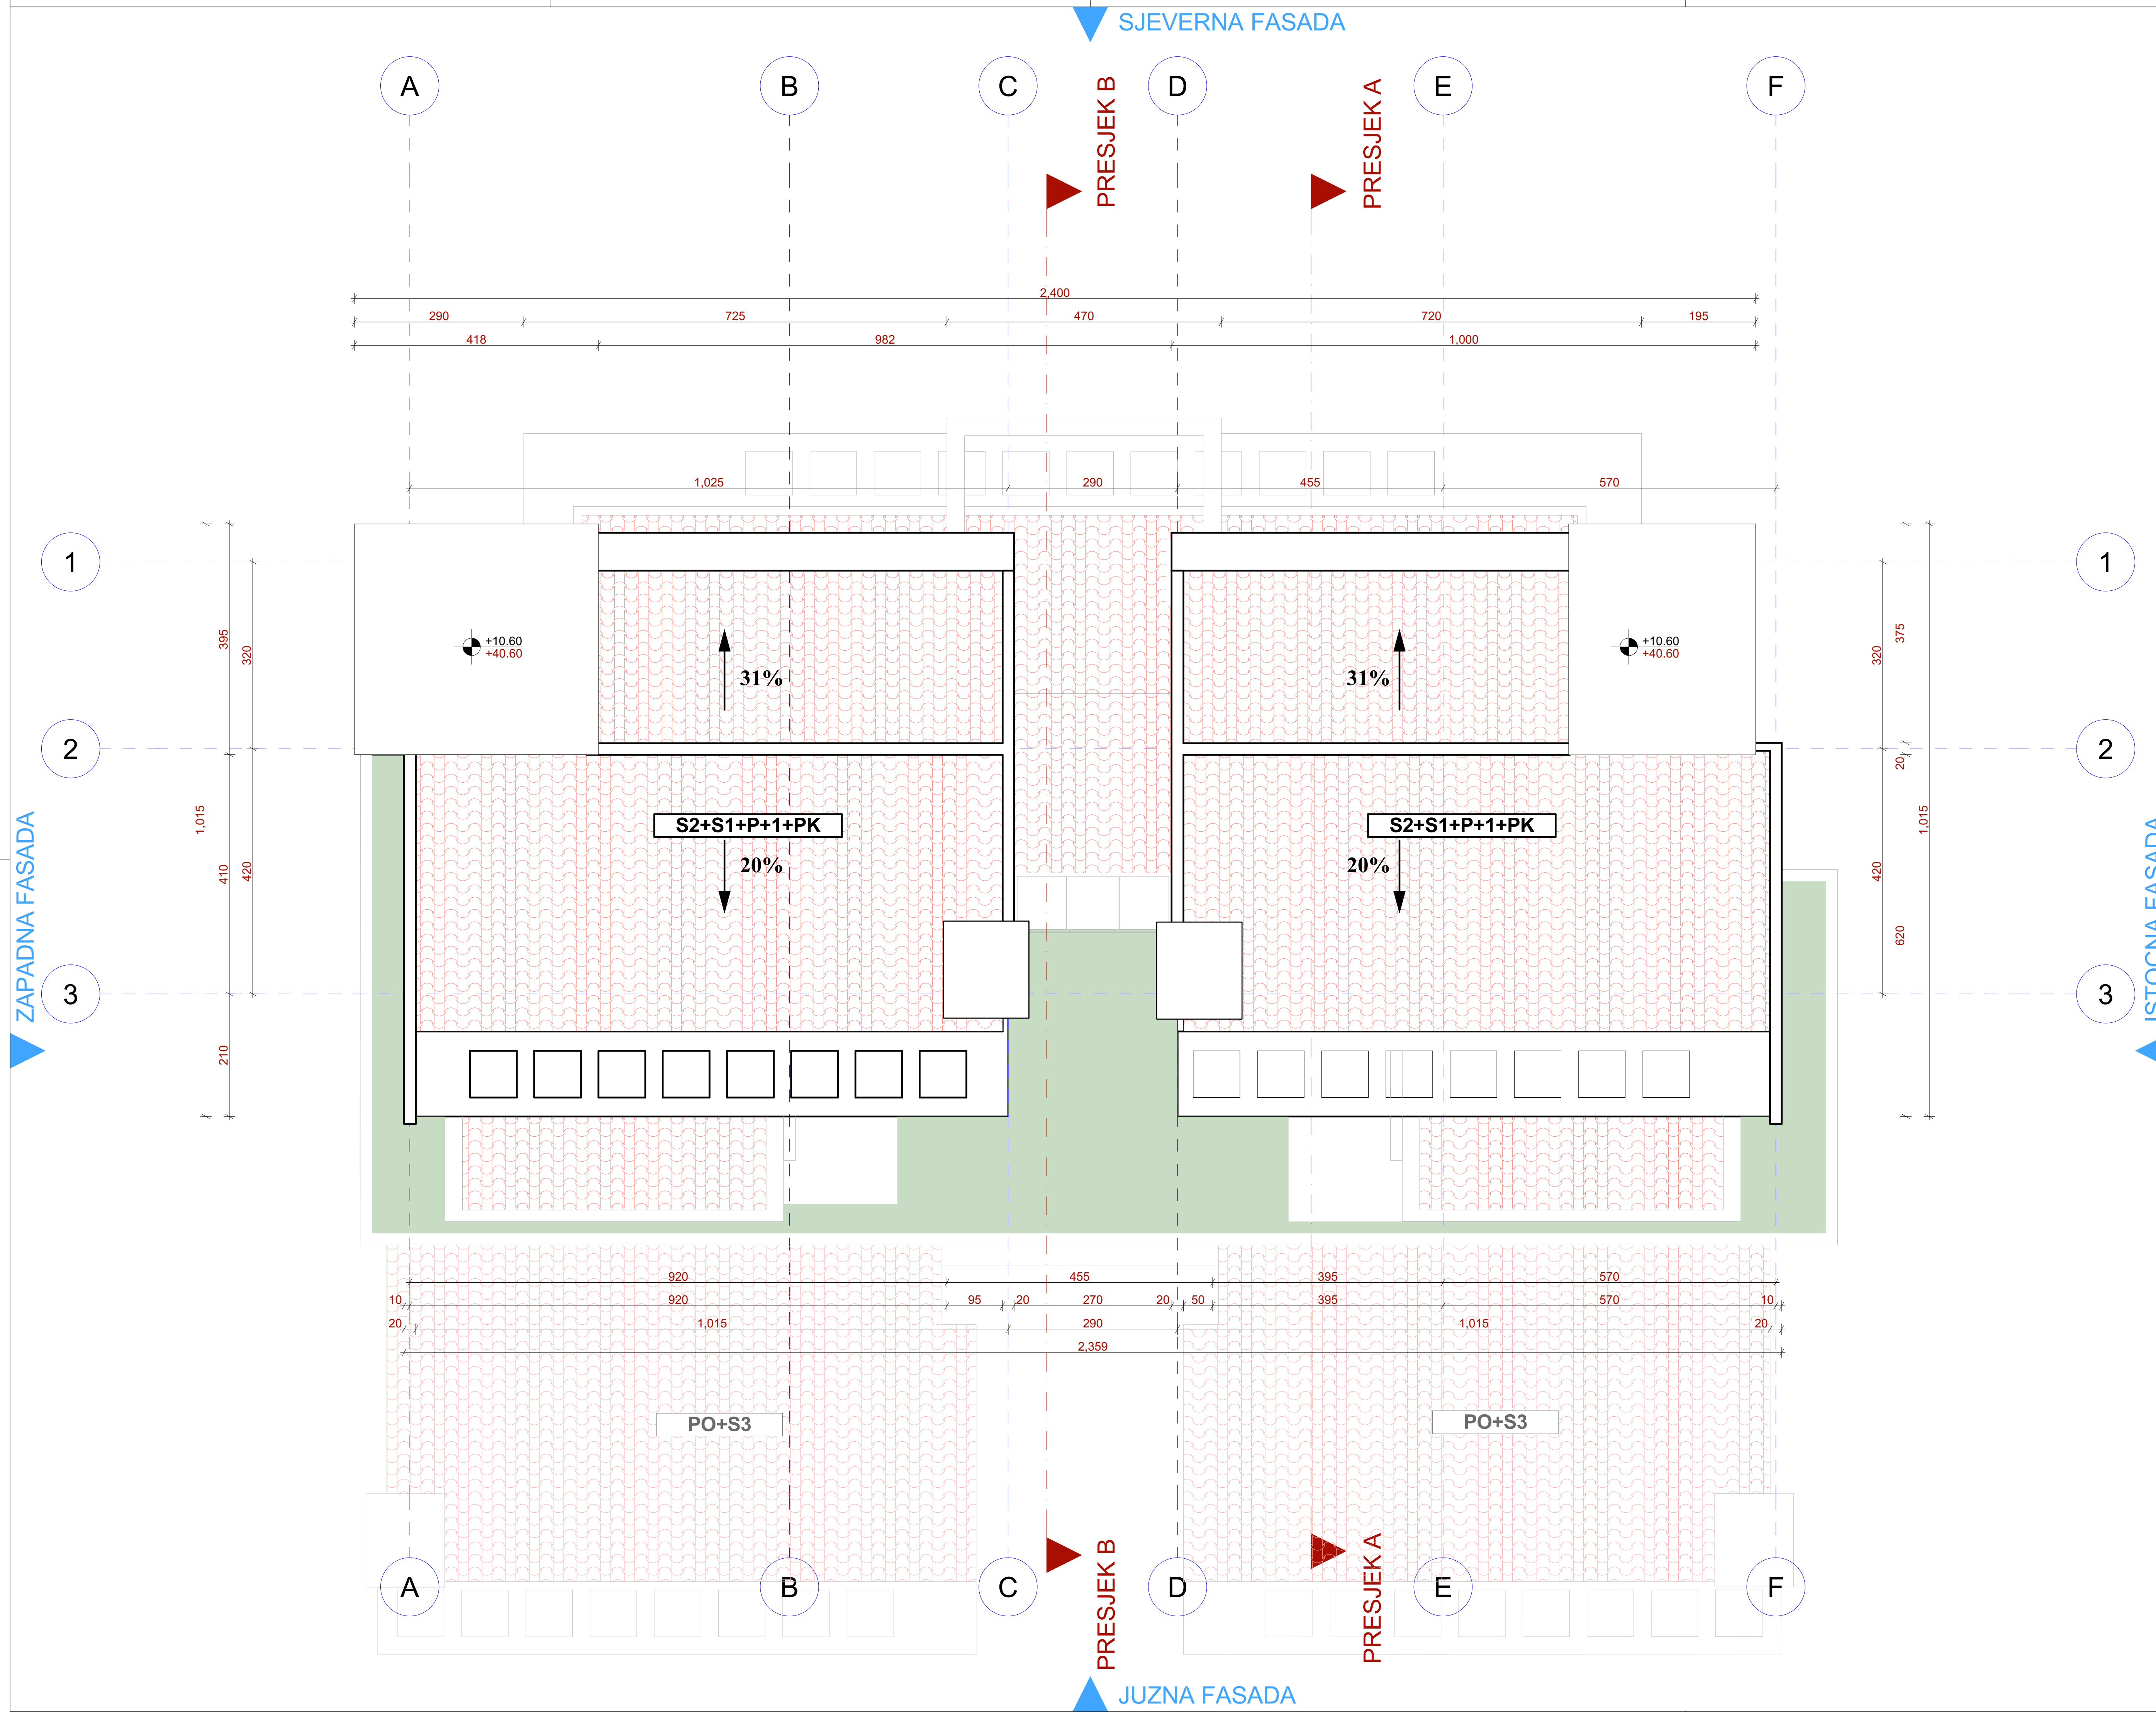 SJEVERNA FASADA
A
B
C
D
E
F
PRESJEK B
PRESJEK A
2,400
290
725
470
720
195
418
982
1,000
1,025
290
455
570
1
1
395
320
+10.60
+40.60
31%
31%
+10.60
+40.60
320
375
2
2
20
1,015
410
420
S2+S1+P+1+PK
20%
S2+S1+P+1+PK
20%
420
620
1,015
ZAPADNA FASADA
ISTOCNA FASADA
3
3
210
920
455
395
570
10
920
95
20
270
20
50
395
570
10
20
1,015
290
1,015
20
2,359
PO+S3
PO+S3
PRESJEK B
PRESJEK A
A
B
C
D
E
F
JUZNA FASADA